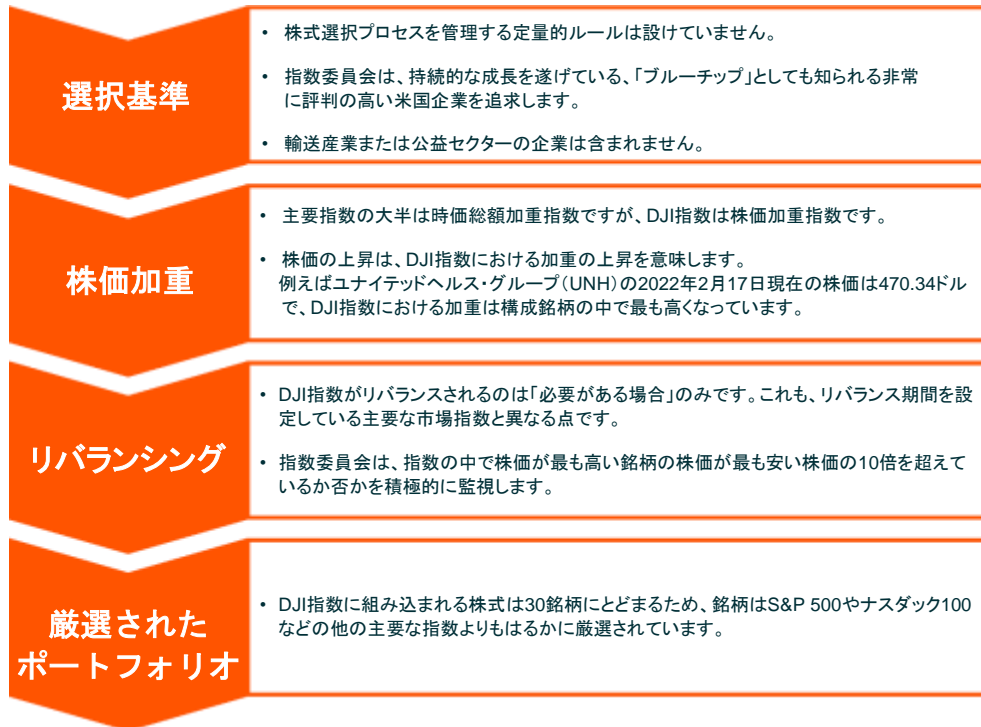 選択基準
• 株式選択プロセスを管理する定量的ルールは設けていません。
• 指数委員会は、持続的な成長を遂げている、「ブルーチップ」としても知られる非常
に評判の高い米国企業を追求します。
• 輸送産業または公益セクターの企業は含まれません。
株価加重
• 主要指数の大半は時価総額加重指数ですが、DJI指数は株価加重指数です。
• 株価の上昇は、DJI指数における加重の上昇を意味します。
例えばユナイテッドヘルス・グループ（UNH）の2022年2月17日現在の株価は470.34ドル
で、DJI指数における加重は構成銘柄の中で最も高くなっています。
リバランシング
• DJI指数がリバランスされるのは「必要がある場合」のみです。これも、リバランス期間を設
定している主要な市場指数と異なる点です。
• 指数委員会は、指数の中で株価が最も高い銘柄の株価が最も安い株価の10倍を超えて
いるか否かを積極的に監視します。
厳選された
ポートフォリオ
• DJI指数に組み込まれる株式は30銘柄にとどまるため、銘柄はS&P 500やナスダック100
などの他の主要な指数よりもはるかに厳選されています。